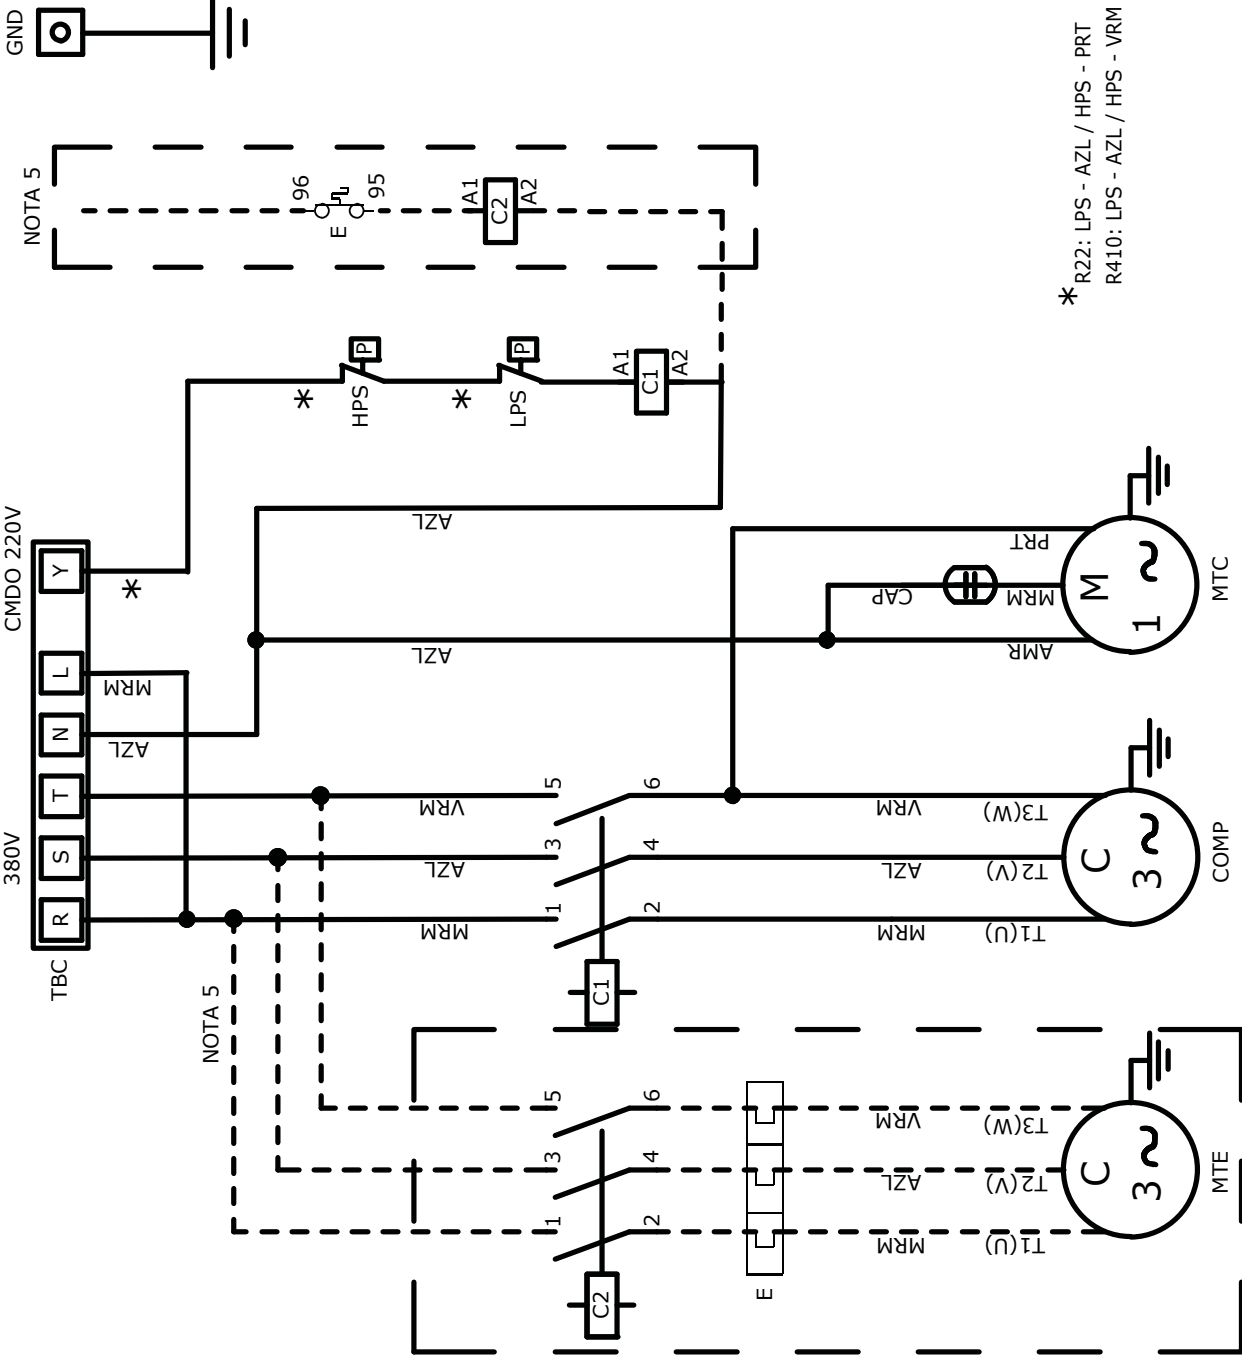 GND
NOTA 5
96
95
E
A1
C2
A2
* R22: LPS - AZL / HPS - PRT
R410: LPS - AZL / HPS - VRM
P
P
*
HPS
*
LPS
A1
C1
A2
CMDO 220V
Y
*
AZL
PRT
CAP
MRM
M
1
MTC
L
MRM
AZL
AMR
N
AZL
380V
T
S
R
TBC
VRM
AZL
MRM
5
3
1
6
4
2
C1
VRM
AZL
MRM
T3(W)
T2(V)
T1(U)
C
3
COMP
NOTA 5
5
3
1
6
4
2
C2
E
VRM
AZL
MRM
T3(W)
T2(V)
T1(U)
C
3
MTE